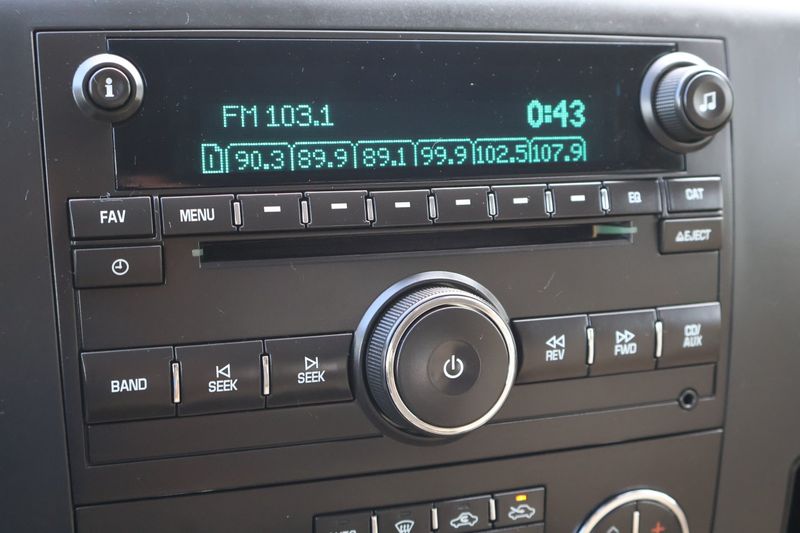 i
FM 103.1 0:43
90.3 89.9 89.1 99.9 102.5 107.9
FAV MENU EQ CAT
EJECT
BAND SEEK SEEK REV FWD CD/
AUX
AUTO